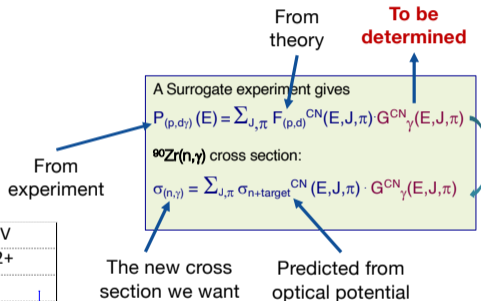 From
theory
To be
determined
A Surrogate experiment gives
P(p,dγ) (E) = ΣJ,π F(p,d)CN(E,J,π)·GCNγ(E,J,π)
From
experiment
90Zr(n,γ) cross section:
σ(n,γ) = ΣJ,π σn+targetCN (E,J,π) · GCNγ(E,J,π)
V
2+
The new cross
section we want
Predicted from
optical potential